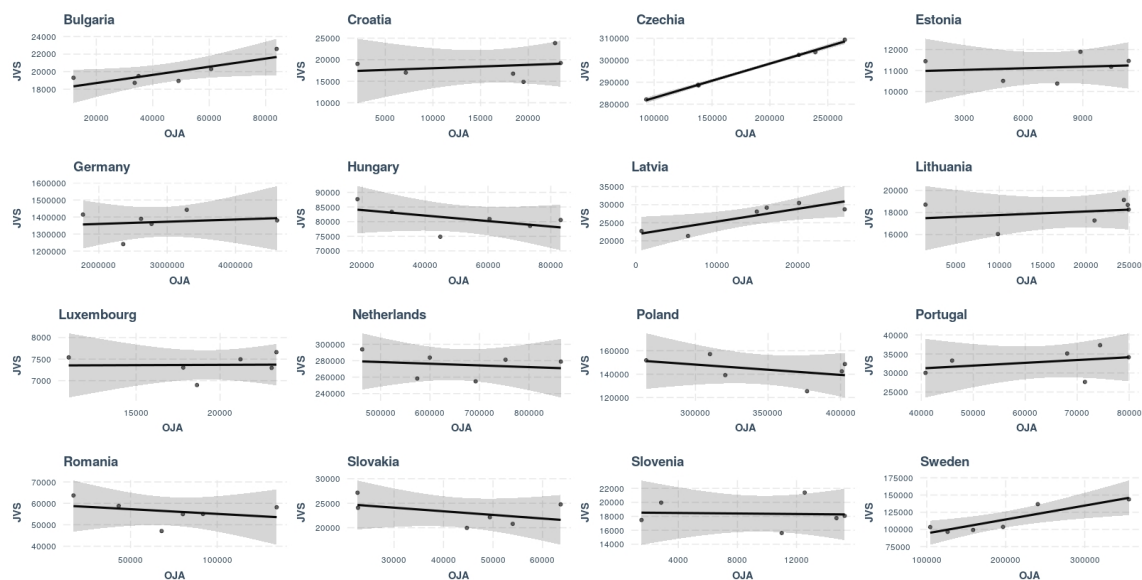 Bulgaria
24000
22000
20000
18000
JVS
20000 40000 60000 80000
OJA
Croatia
25000
20000
15000
10000
JVS
10000 20000
OJA
Czechia
310000
300000
290000
280000
JVS
100000 150000 200000 250000
OJA
Estonia
12000
11000
10000
JVS
3000 6000 9000
OJA
Germany
1600000
1500000
1400000
1300000
1200000
JVS
2000000 3000000 4000000
OJA
Hungary
90000
85000
80000
75000
70000
JVS
20000 40000 60000 80000
OJA
Latvia
35000
30000
25000
20000
JVS
0 10000 20000
OJA
Lithuania
20000
18000
16000
JVS
5000 10000 15000 20000 25000
OJA
Luxembourg
8000
7500
7000
JVS
15000 20000
OJA
Netherlands
300000
280000
260000
240000
JVS
500000 600000 700000 800000
OJA
Poland
160000
140000
120000
JVS
300000 350000 400000
OJA
Portugal
40000
35000
30000
25000
JVS
40000 50000 60000 70000 80000
OJA
Romania
70000
60000
50000
40000
JVS
50000 100000
OJA
Slovakia
30000
25000
20000
JVS
30000 40000 50000 60000
OJA
Slovenia
22000
20000
18000
16000
14000
JVS
4000 8000 12000
OJA
Sweden
175000
150000
125000
100000
75000
JVS
100000 200000 300000
OJA